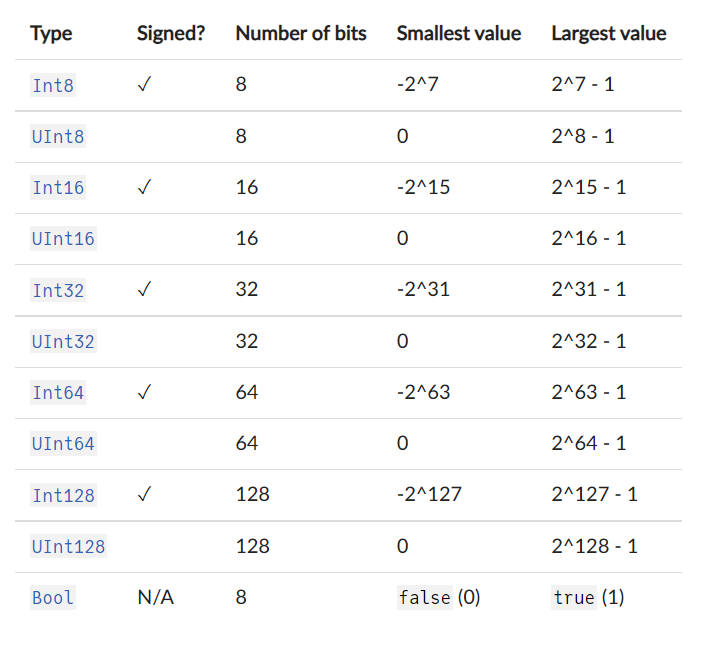 Type Signed? Number of bits Smallest value Largest value
Int8 ✓ 8 -2^7 2^7 - 1
UInt8 8 0 2^8 - 1
Int16 ✓ 16 -2^15 2^15 - 1
UInt16 16 0 2^16 - 1
Int32 ✓ 32 -2^31 2^31 - 1
UInt32 32 0 2^32 - 1
Int64 ✓ 64 -2^63 2^63 - 1
UInt64 64 0 2^64 - 1
Int128 ✓ 128 -2^127 2^127 - 1
UInt128 128 0 2^128 - 1
Bool N/A 8 false (0) true (1)